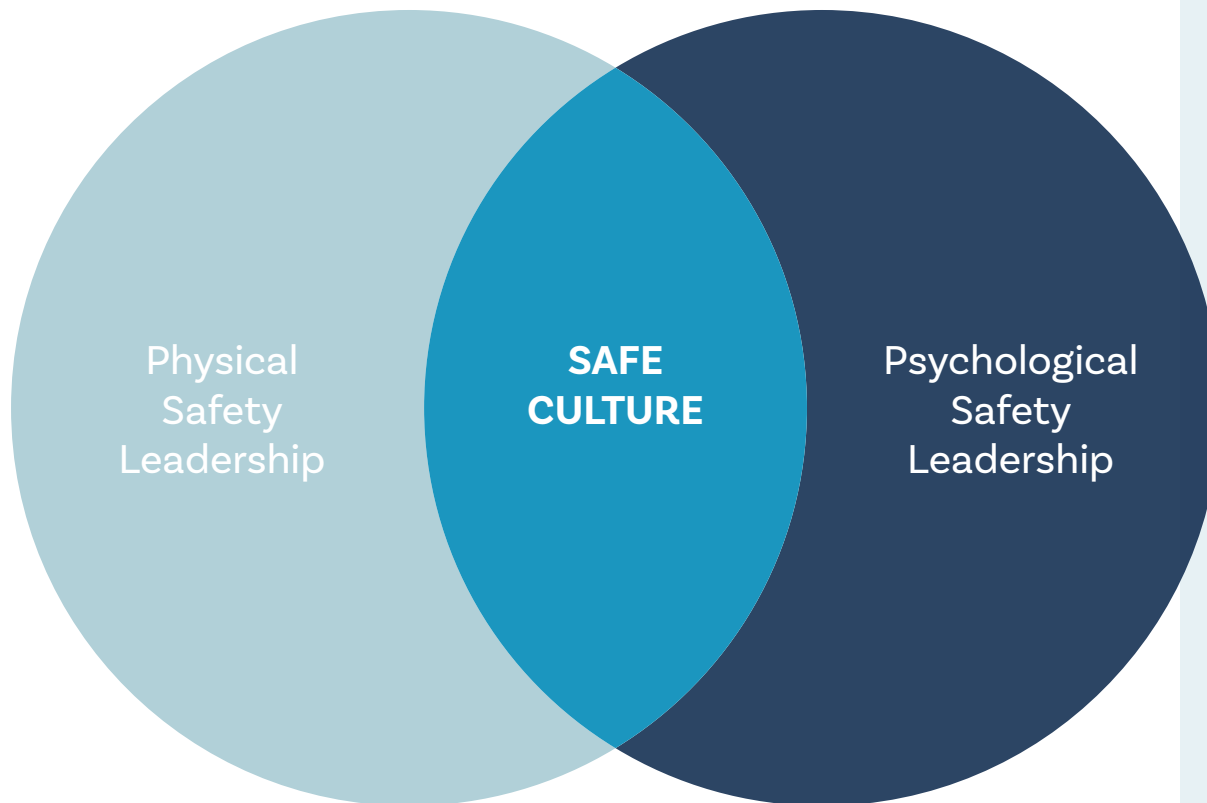 Physical
Safety
Leadership
SAFE
CULTURE
Psychological
Safety
Leadership